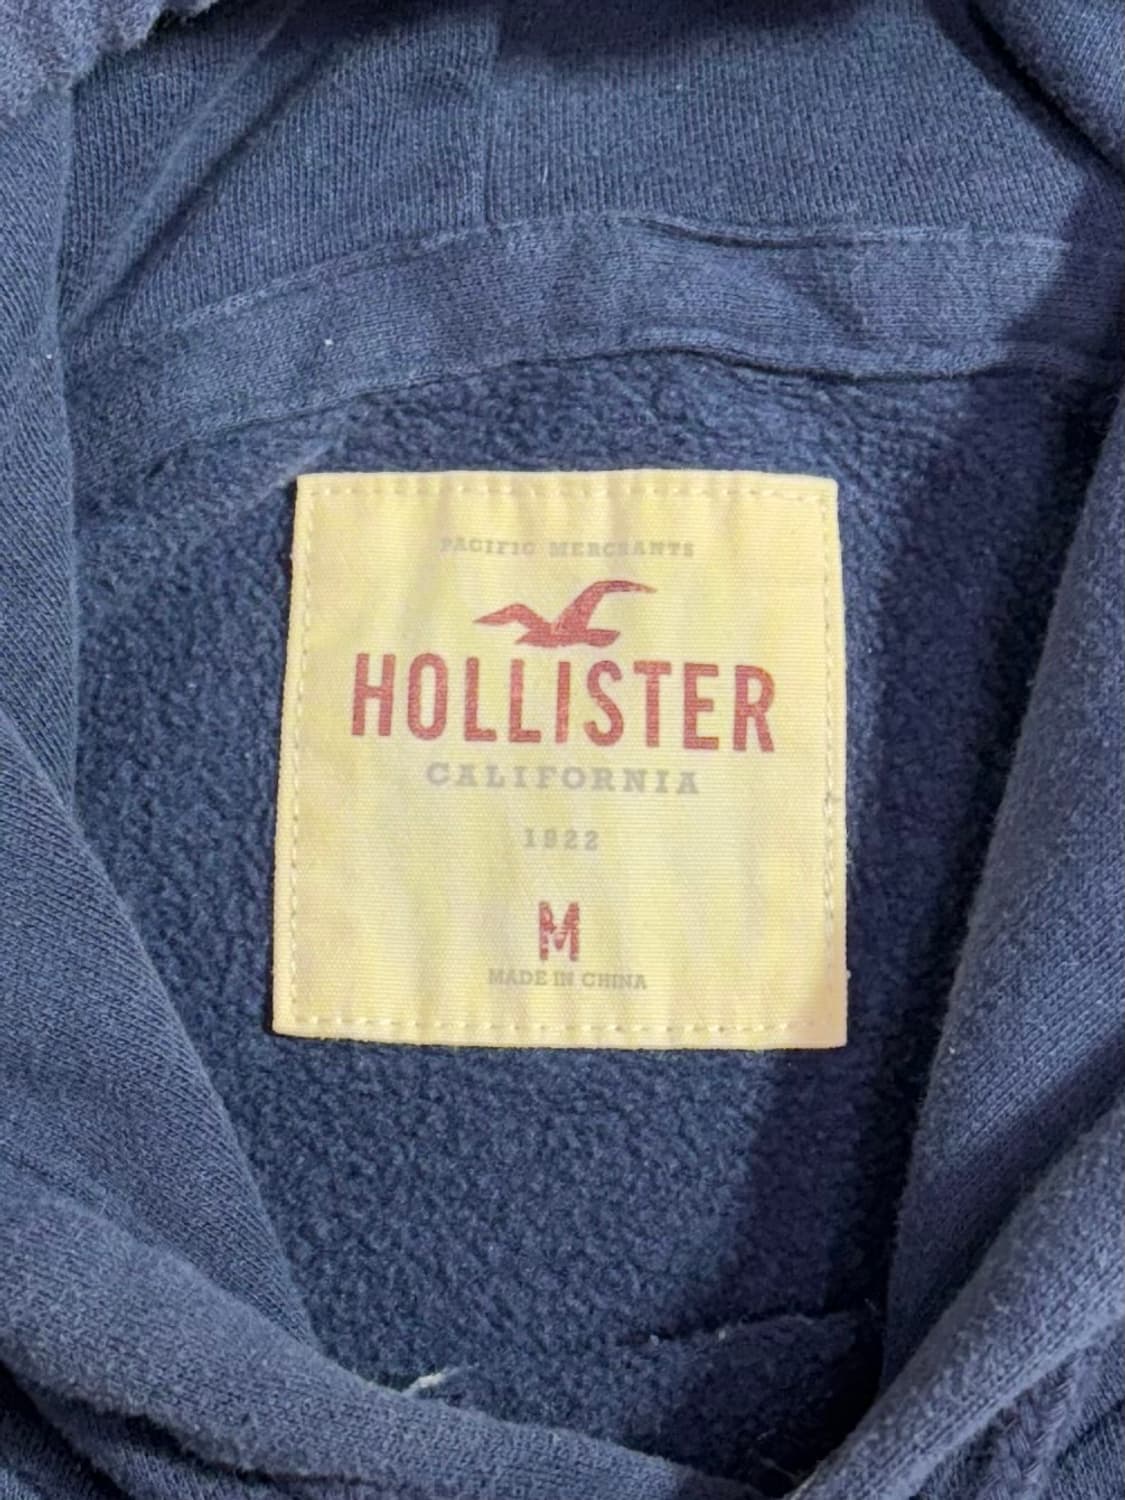 PACIFIC MERCHANTS
HOLLISTER
CALIFORNIA
1922
M
MADE IN CHINA